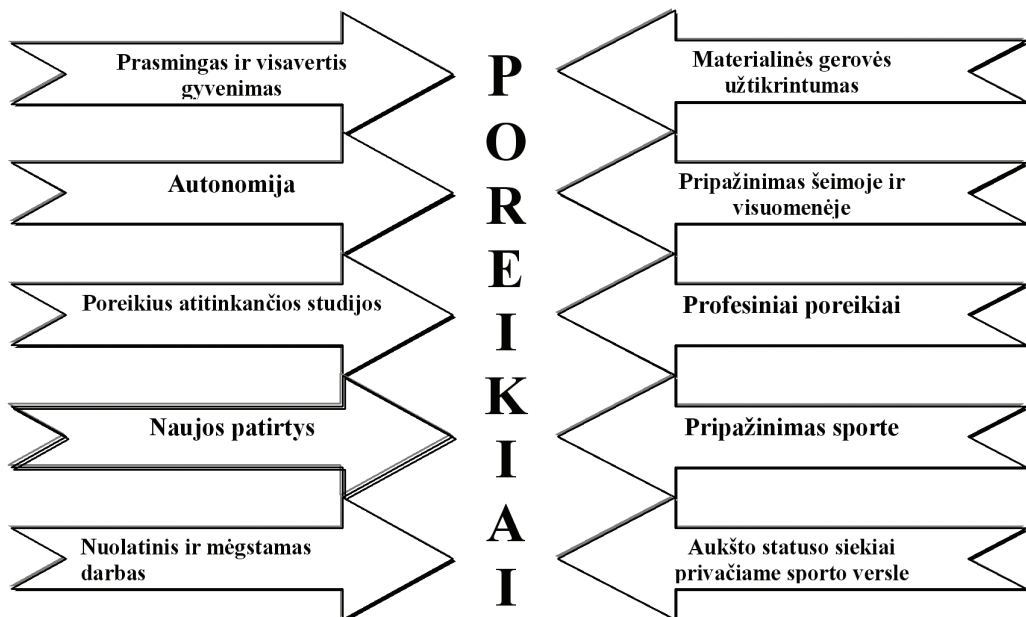 Prasmingas ir visavertis
gyvenimas
Autonomija
Poreikius atitinkančios studijos
Naujos patirtys
Nuolatinis ir mėgstamas
darbas
P
O
R
E
I
K
I
A
I
Materialinės gerovės
užtikrintumas
Pripažinimas šeimoje ir
visuomenėje
Profesiniai poreikiai
Pripažinimas sporte
Aukšto statuso siekiai
privačiame sporto versle